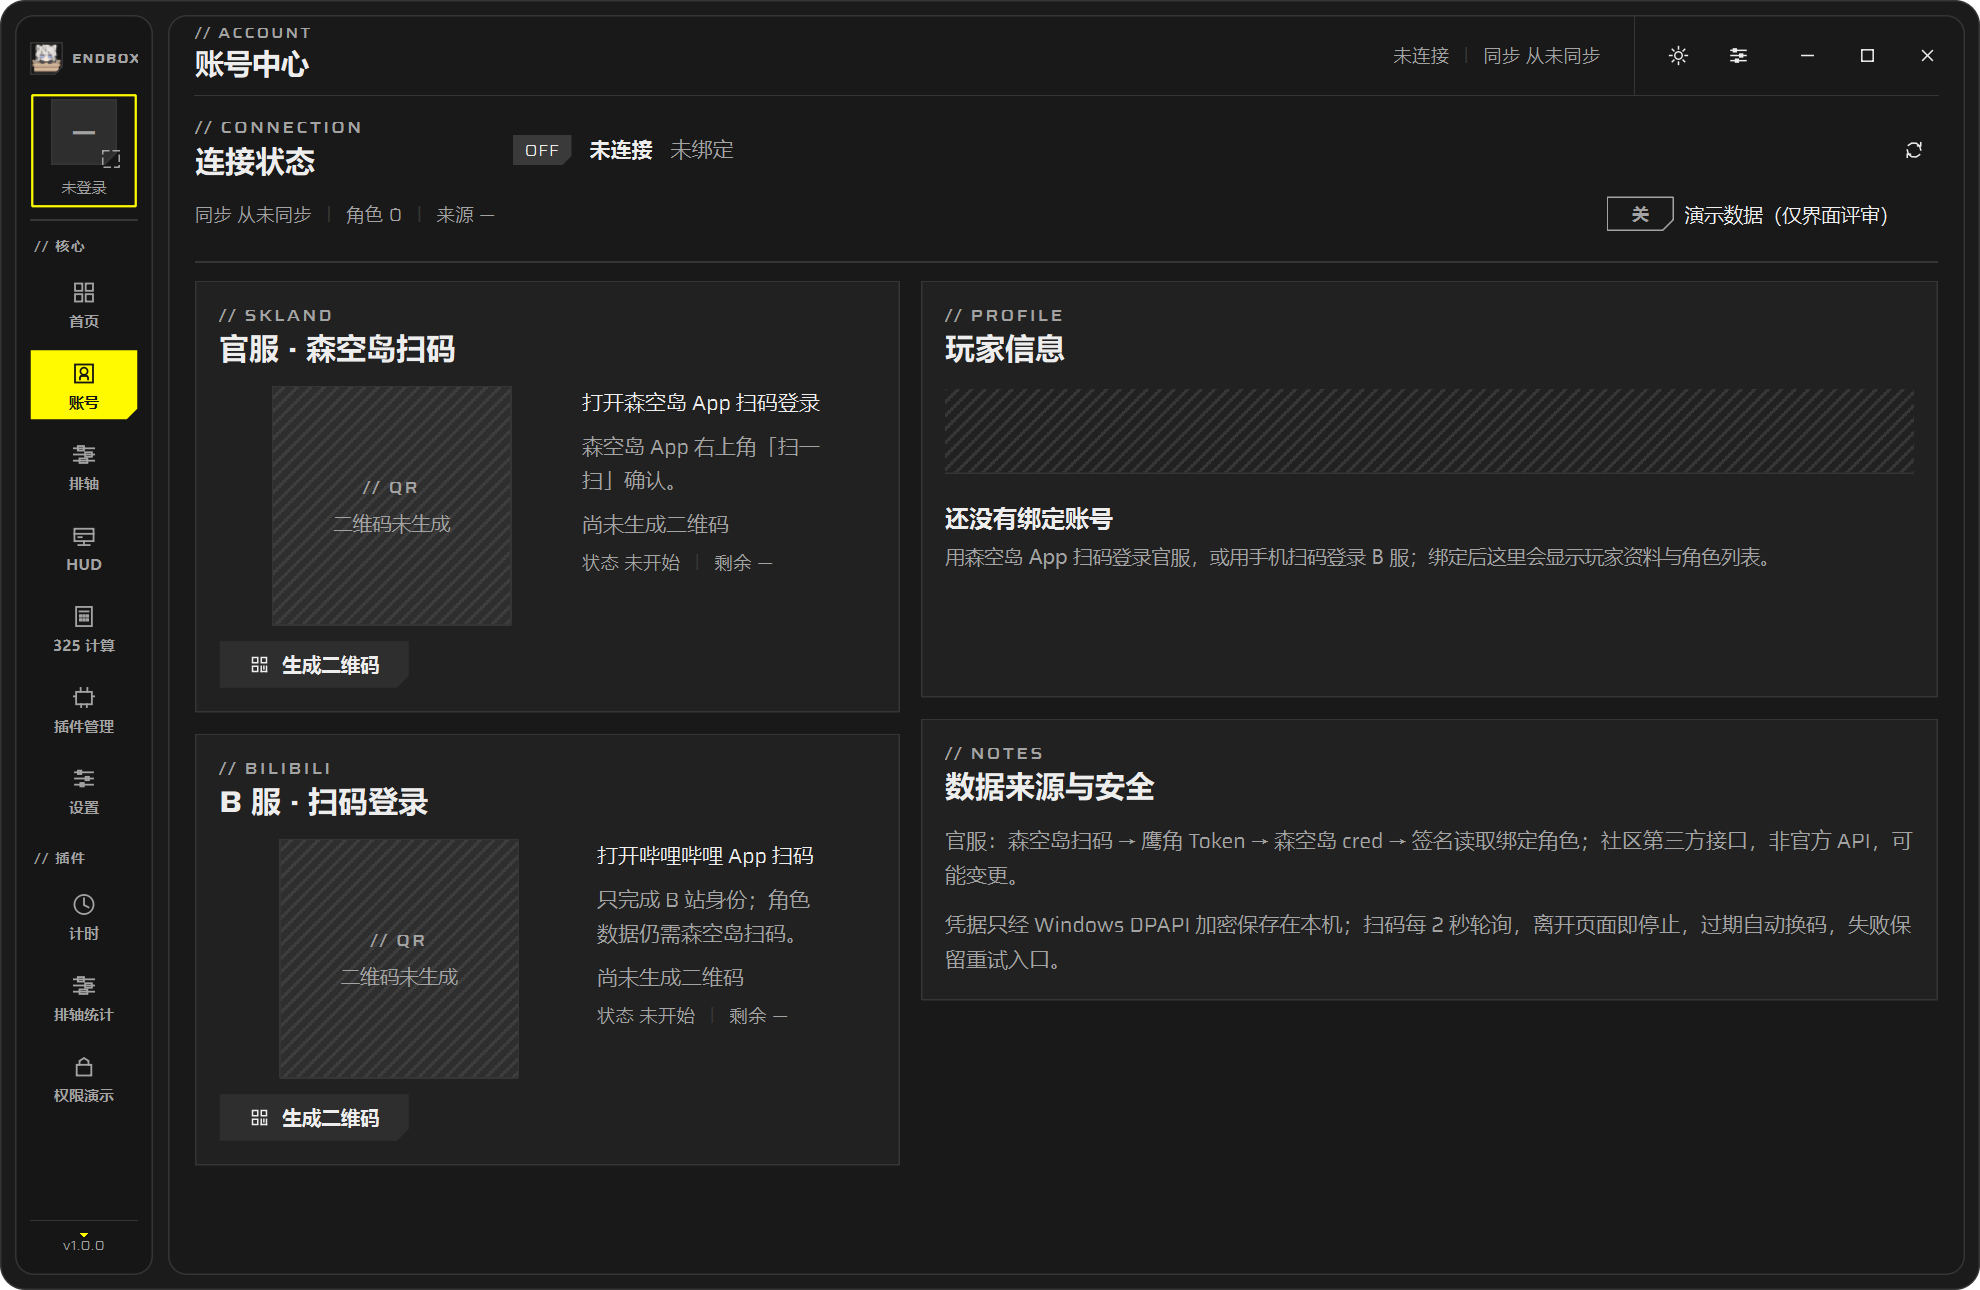 ENDBOX
未登录
// 核心
首页
账号
排轴
HUD
325 计算
插件管理
设置
// 插件
计时
排轴统计
权限演示
v1.0.0
// ACCOUNT
账号中心
未连接
同步 从未同步
// CONNECTION
连接状态
OFF
未连接 未绑定
同步 从未同步
角色 0
来源 —
关
演示数据（仅界面评审）
// SKLAND
官服 · 森空岛扫码
// QR
二维码未生成
打开森空岛 App 扫码登录
森空岛 App 右上角「扫一
扫」确认。
尚未生成二维码
状态 未开始
剩余 —
生成二维码
// BILIBILI
B 服 · 扫码登录
// QR
二维码未生成
打开哔哩哔哩 App 扫码
只完成 B 站身份；角色
数据仍需森空岛扫码。
尚未生成二维码
状态 未开始
剩余 —
生成二维码
// PROFILE
玩家信息
还没有绑定账号
用森空岛 App 扫码登录官服，或用手机扫码登录 B 服；绑定后这里会显示玩家资料与角色列表。
// NOTES
数据来源与安全
官服：森空岛扫码 → 鹰角 Token → 森空岛 cred → 签名读取绑定角色；社区第三方接口，非官方 API，可
能变更。
凭据只经 Windows DPAPI 加密保存在本机；扫码每 2 秒轮询，离开页面即停止，过期自动换码，失败保
留重试入口。